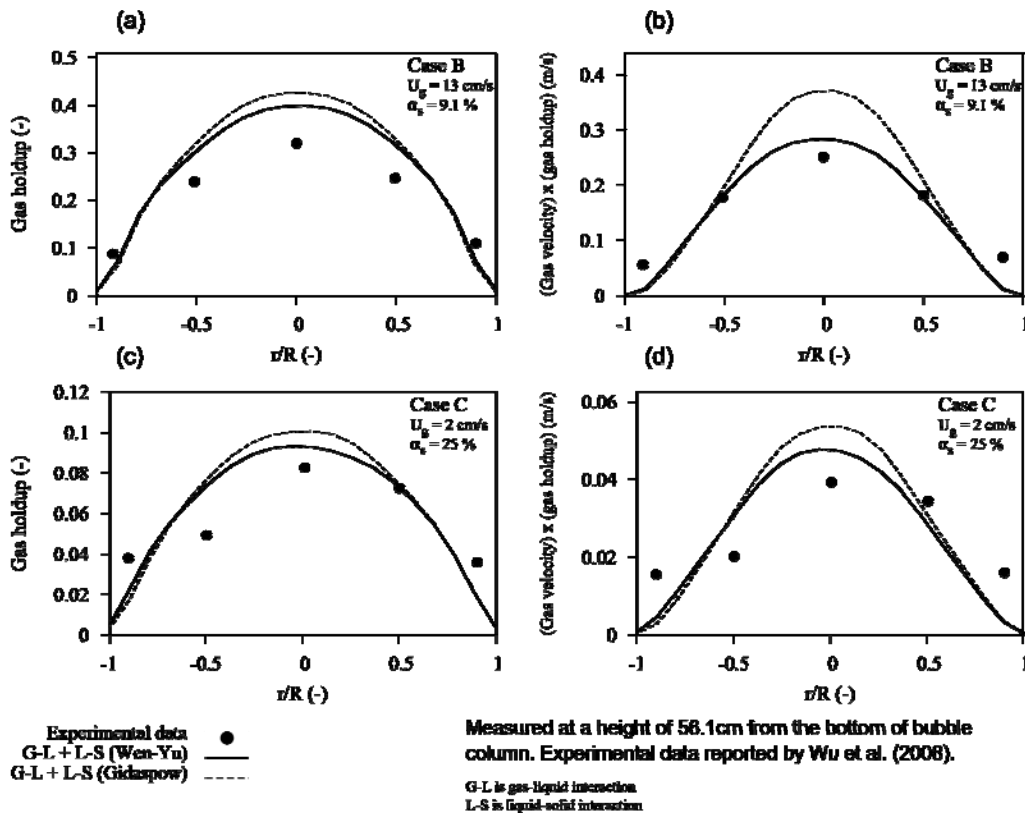 (a)
(b)
0.5
0.4
0.3
0.2
0.1
0
Gas holdup (-)
Case B
U_g = 13 cm/s
α_s = 9.1 %
-1
-0.5
0
0.5
1
r/R (-)
0.4
0.3
0.2
0.1
0
(Gas velocity) x (gas holdup) (m/s)
Case B
U_g = 13 cm/s
α_s = 9.1 %
-1
-0.5
0
0.5
1
r/R (-)
(c)
(d)
0.12
0.1
0.08
0.06
0.04
0.02
0
Gas holdup (-)
Case C
U_g = 2 cm/s
α_s = 25 %
-1
-0.5
0
0.5
1
r/R (-)
0.06
0.04
0.02
0
(Gas velocity) x (gas holdup) (m/s)
Case C
U_g = 2 cm/s
α_s = 25 %
-1
-0.5
0
0.5
1
r/R (-)
Experimental data
G-L + L-S (Wen-Yu)
G-L + L-S (Gidaspow)
Measured at a height of 56.1cm from the bottom of bubble
column. Experimental data reported by Wu et al. (2008).
G-L is gas-liquid interaction
L-S is liquid-solid interaction